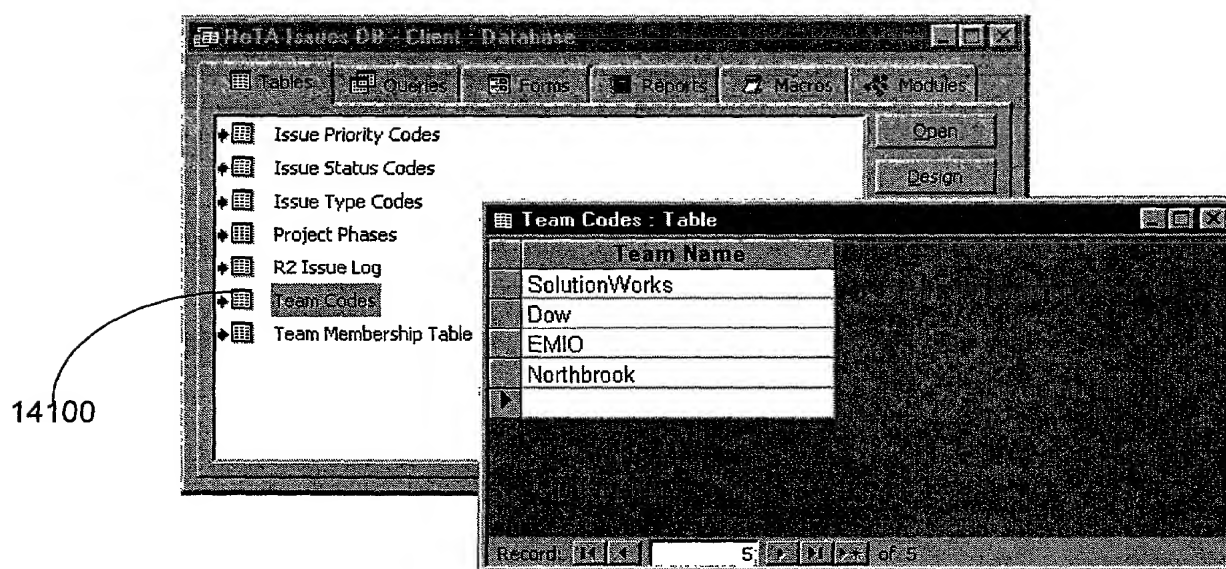 ReTA Issues DB - Client : Database
Tables Queries Forms Reports Macros Modules
Issue Priority Codes
Issue Status Codes
Issue Type Codes
Project Phases
R2 Issue Log
Team Codes
Team Membership Table
Open
Design
Team Codes : Table
Team Name
SolutionWorks
Dow
EMIO
Northbrook
Record: 5 of 5
14100